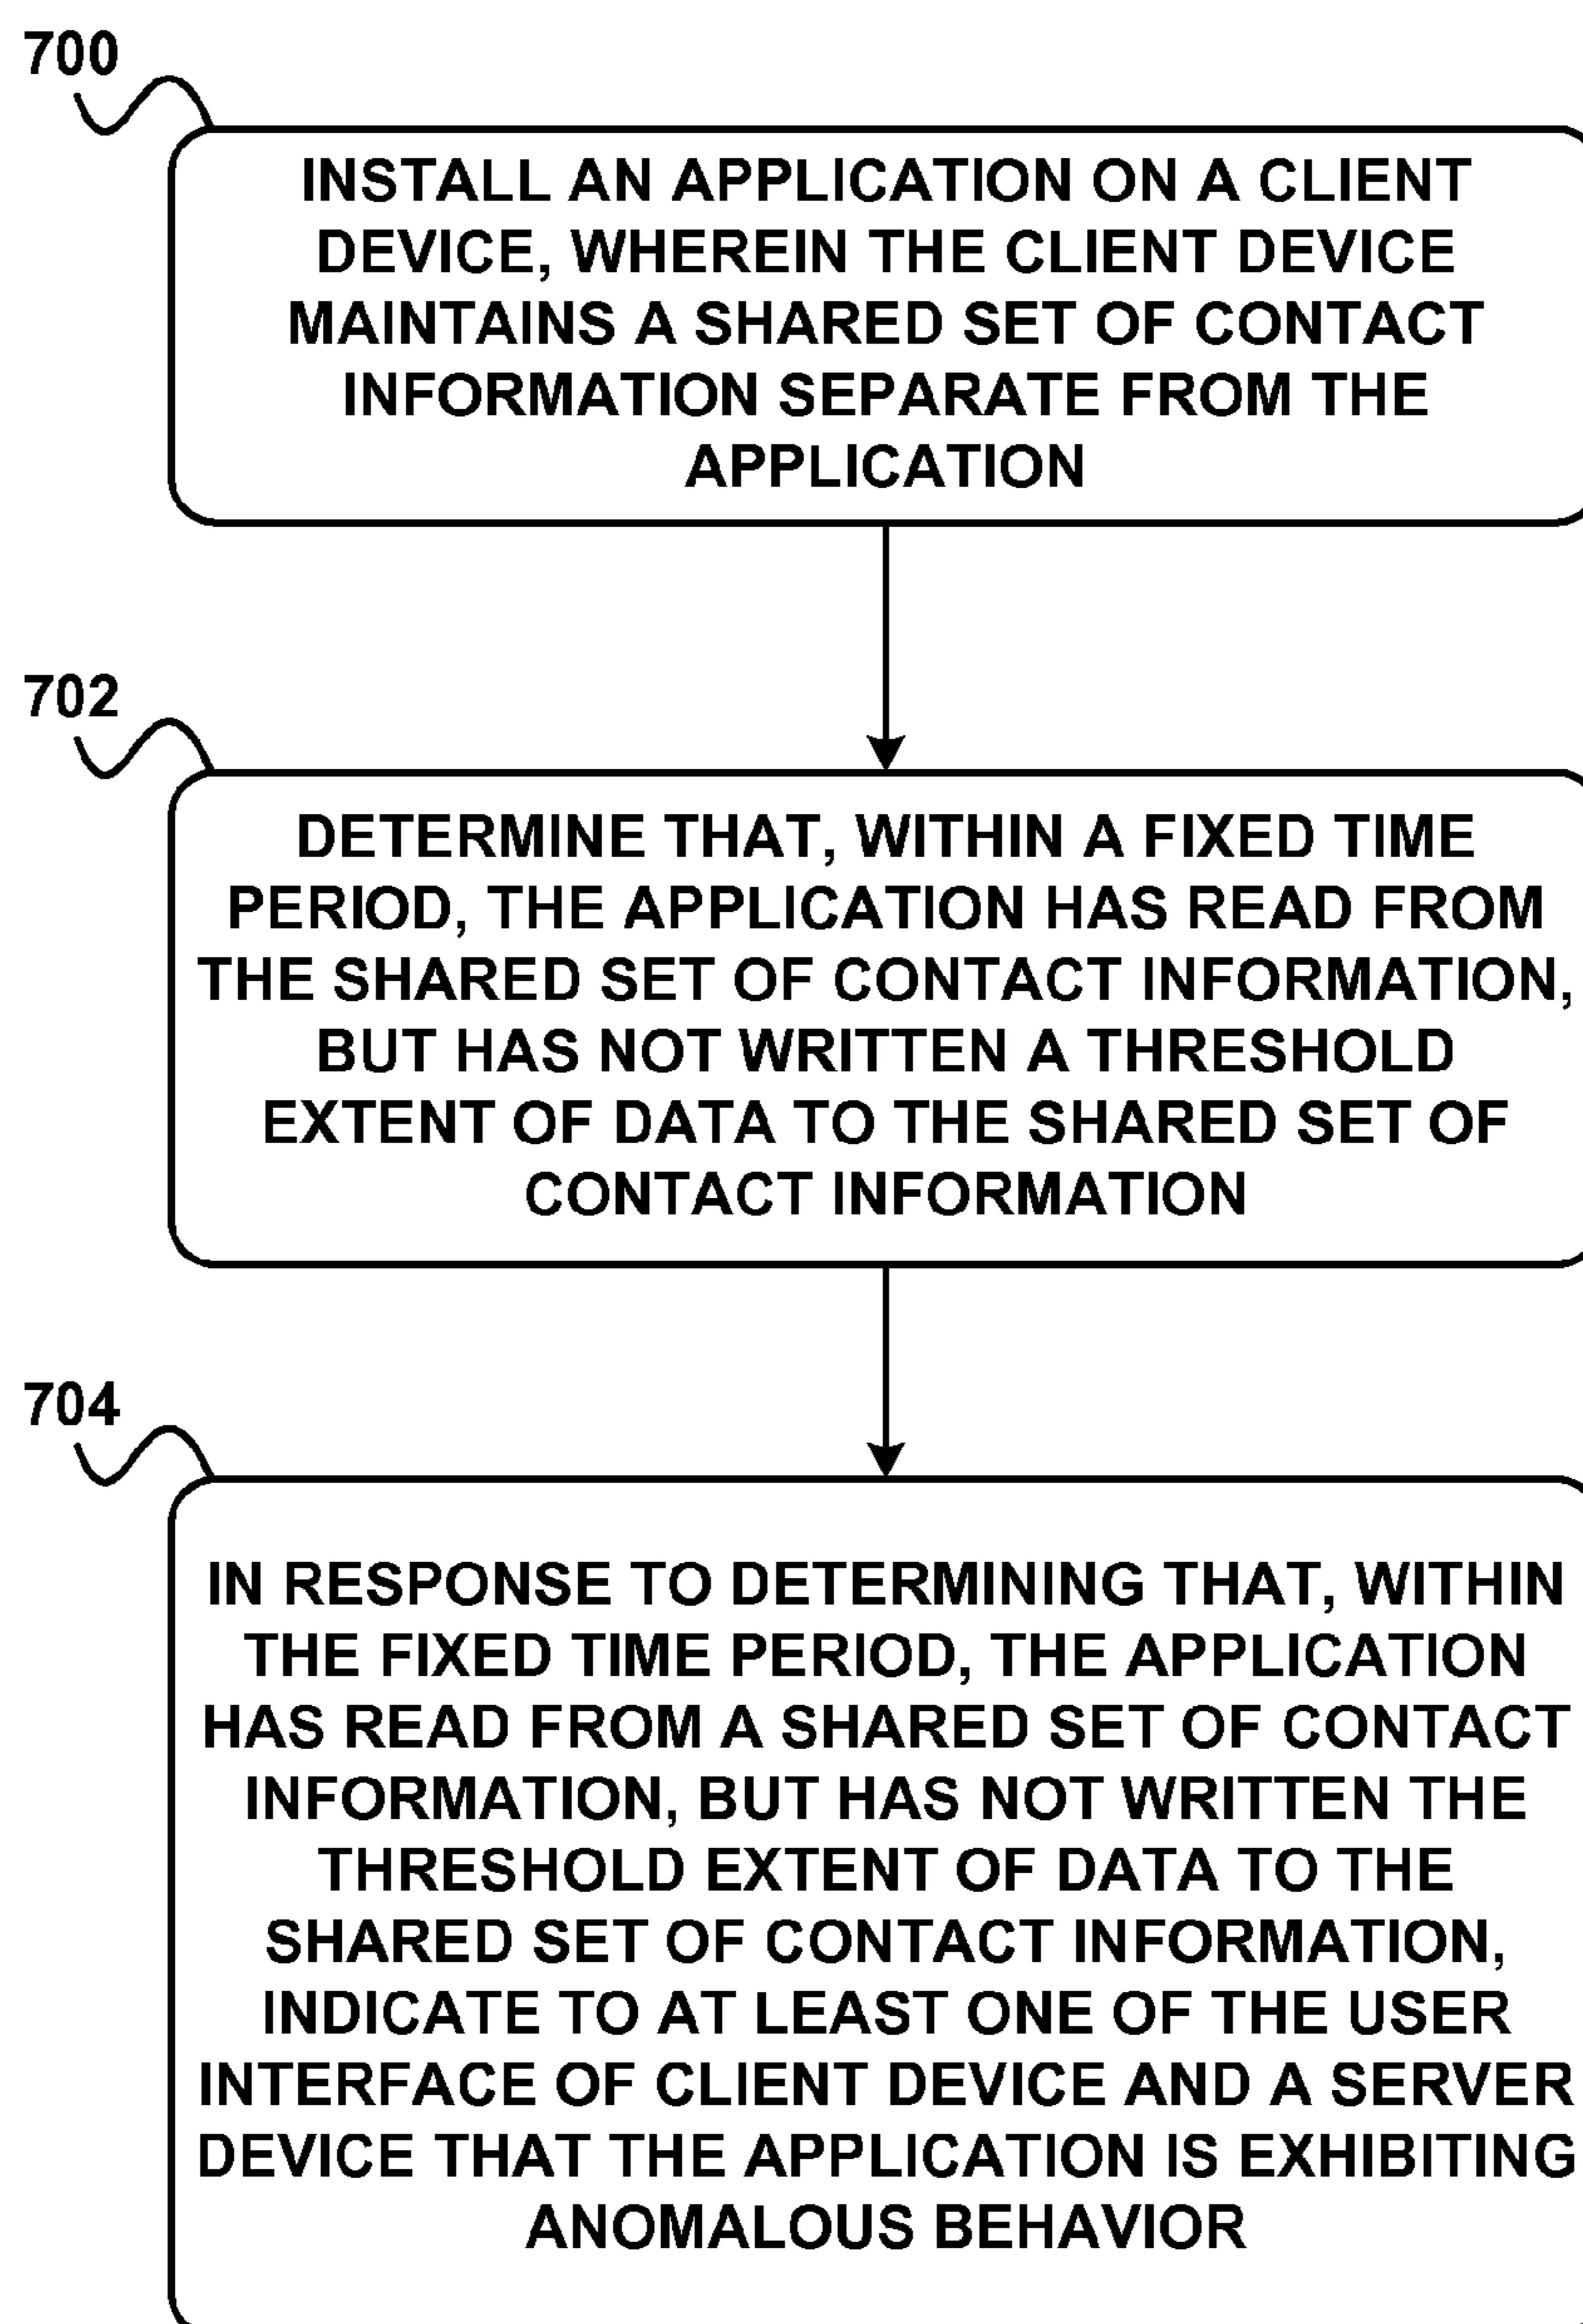 700
INSTALL AN APPLICATION ON A CLIENT
DEVICE, WHEREIN THE CLIENT DEVICE
MAINTAINS A SHARED SET OF CONTACT
INFORMATION SEPARATE FROM THE
APPLICATION
702
DETERMINE THAT, WITHIN A FIXED TIME
PERIOD, THE APPLICATION HAS READ FROM
THE SHARED SET OF CONTACT INFORMATION,
BUT HAS NOT WRITTEN A THRESHOLD
EXTENT OF DATA TO THE SHARED SET OF
CONTACT INFORMATION
704
IN RESPONSE TO DETERMINING THAT, WITHIN
THE FIXED TIME PERIOD, THE APPLICATION
HAS READ FROM A SHARED SET OF CONTACT
INFORMATION, BUT HAS NOT WRITTEN THE
THRESHOLD EXTENT OF DATA TO THE
SHARED SET OF CONTACT INFORMATION,
INDICATE TO AT LEAST ONE OF THE USER
INTERFACE OF CLIENT DEVICE AND A SERVER
DEVICE THAT THE APPLICATION IS EXHIBITING
ANOMALOUS BEHAVIOR